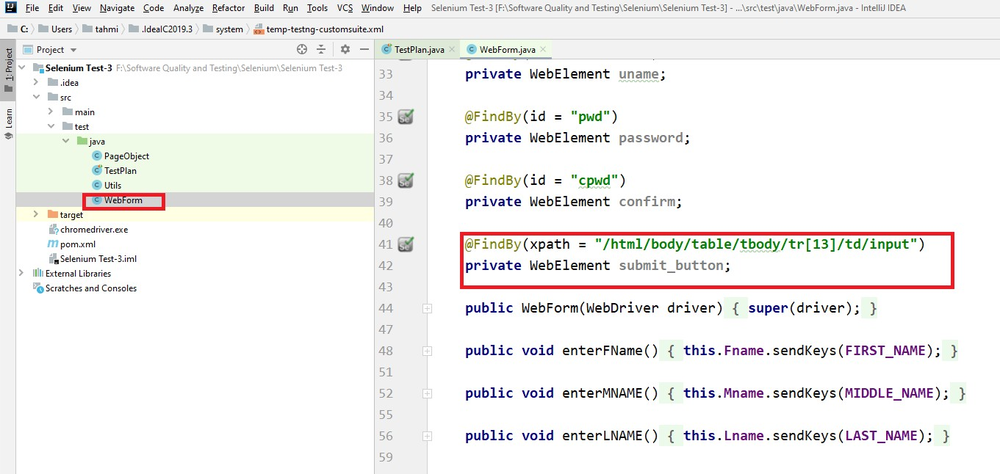 File Edit View Navigate Code Analyze Refactor Build Run Tools VCS Window Help Selenium Test-3 [F:\Software Quality and Testing\Selenium\Selenium Test-3] - ...\src\test\java\WebForm.java - IntelliJ IDEA
C: Users tahmi .IdeaIC2019.3 system temp-testng-customsuite.xml
1: Project
Learn
Project
Selenium Test-3 F:\Software Quality and Testing\Selenium\Selenium Test-3
.idea
src
main
test
java
PageObject
TestPlan
Utils
WebForm
target
chromedriver.exe
pom.xml
Selenium Test-3.iml
External Libraries
Scratches and Consoles
TestPlan.java WebForm.java
33 private WebElement uname;
34
35 @FindBy(id = "pwd")
36 private WebElement password;
37
38 @FindBy(id = "cpwd")
39 private WebElement confirm;
40
41 @FindBy(xpath = "/html/body/table/tbody/tr[13]/td/input")
42 private WebElement submit_button;
43
44 public WebForm(WebDriver driver) { super(driver); }
47
48 public void enterFName() { this.Fname.sendKeys(FIRST_NAME); }
51
52 public void enterMNAME() { this.Mname.sendKeys(MIDDLE_NAME); }
55
56 public void enterLNAME() { this.Lname.sendKeys(LAST_NAME); }
59